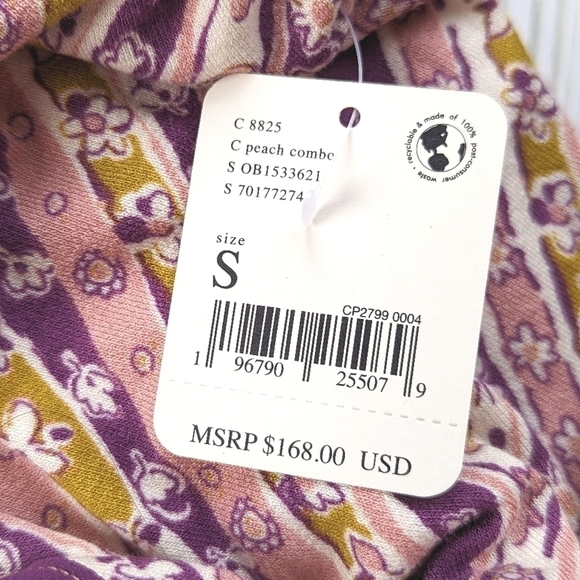 C 8825
C peach combo
S OB1533621
S 70177274
recyclable & made of 100% post-consumer waste •
size
S
CP2799 0004
1 96790 25507 9
MSRP $168.00 USD